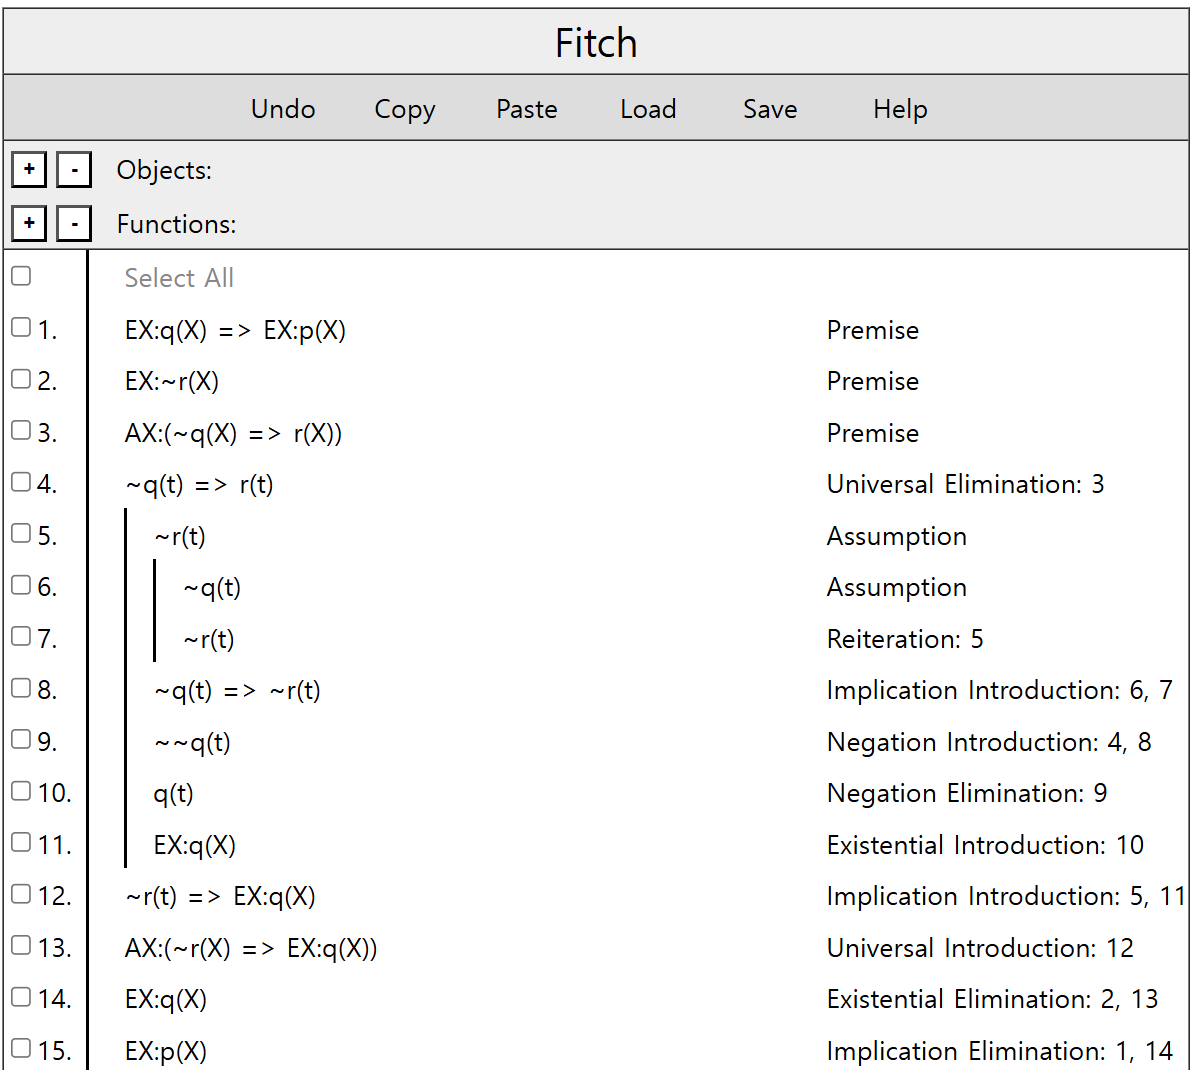 Fitch
Undo Copy Paste Load Save Help
+ - Objects:
+ - Functions:
Select All
1. EX:q(X) => EX:p(X) Premise
2. EX:~r(X) Premise
3. AX:(~q(X) => r(X)) Premise
4. ~q(t) => r(t) Universal Elimination: 3
5. ~r(t) Assumption
6. ~q(t) Assumption
7. ~r(t) Reiteration: 5
8. ~q(t) => ~r(t) Implication Introduction: 6, 7
9. ~~q(t) Negation Introduction: 4, 8
10. q(t) Negation Elimination: 9
11. EX:q(X) Existential Introduction: 10
12. ~r(t) => EX:q(X) Implication Introduction: 5, 11
13. AX:(~r(X) => EX:q(X)) Universal Introduction: 12
14. EX:q(X) Existential Elimination: 2, 13
15. EX:p(X) Implication Elimination: 1, 14